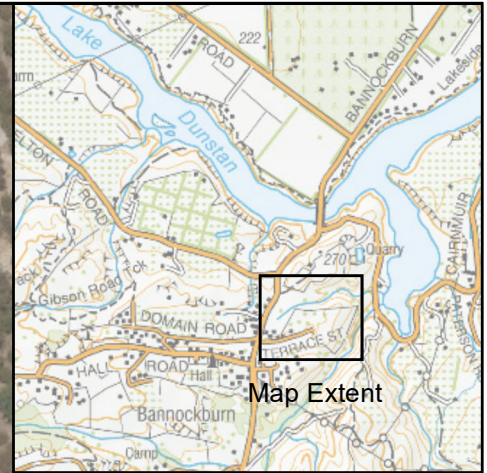 Lake
Dunstan
ROAD
222
BANNOCKBURN
Lakeside
ELTON
ROAD
270
Quarry
CAIRNMUIR
Gibson Road Tck
DOMAIN ROAD
TERRACE ST
HALL ROAD
Hall
Map Extent
Bannockburn
Camp